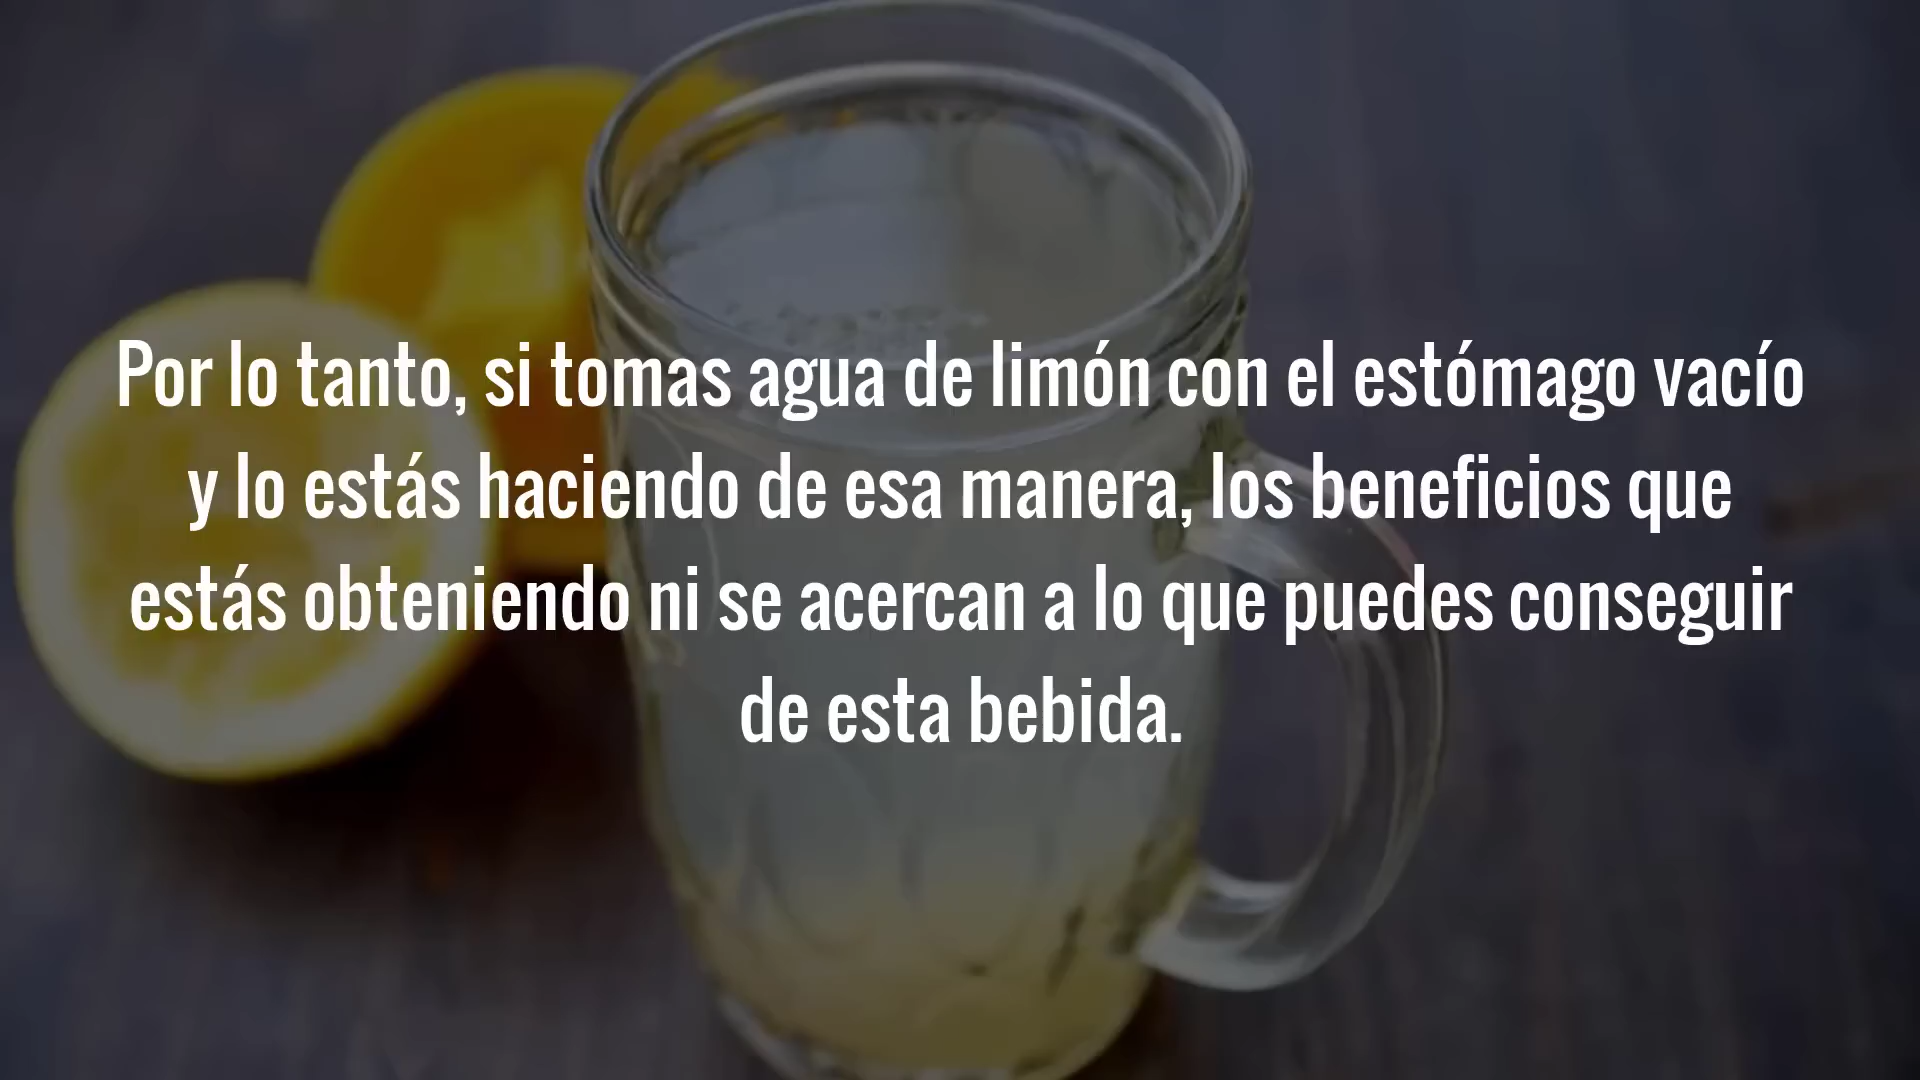 Por lo tanto, si tomas agua de limón con el estómago vacío
y lo estás haciendo de esa manera, los beneficios que
estás obteniendo ni se acercan a lo que puedes conseguir
de esta bebida.